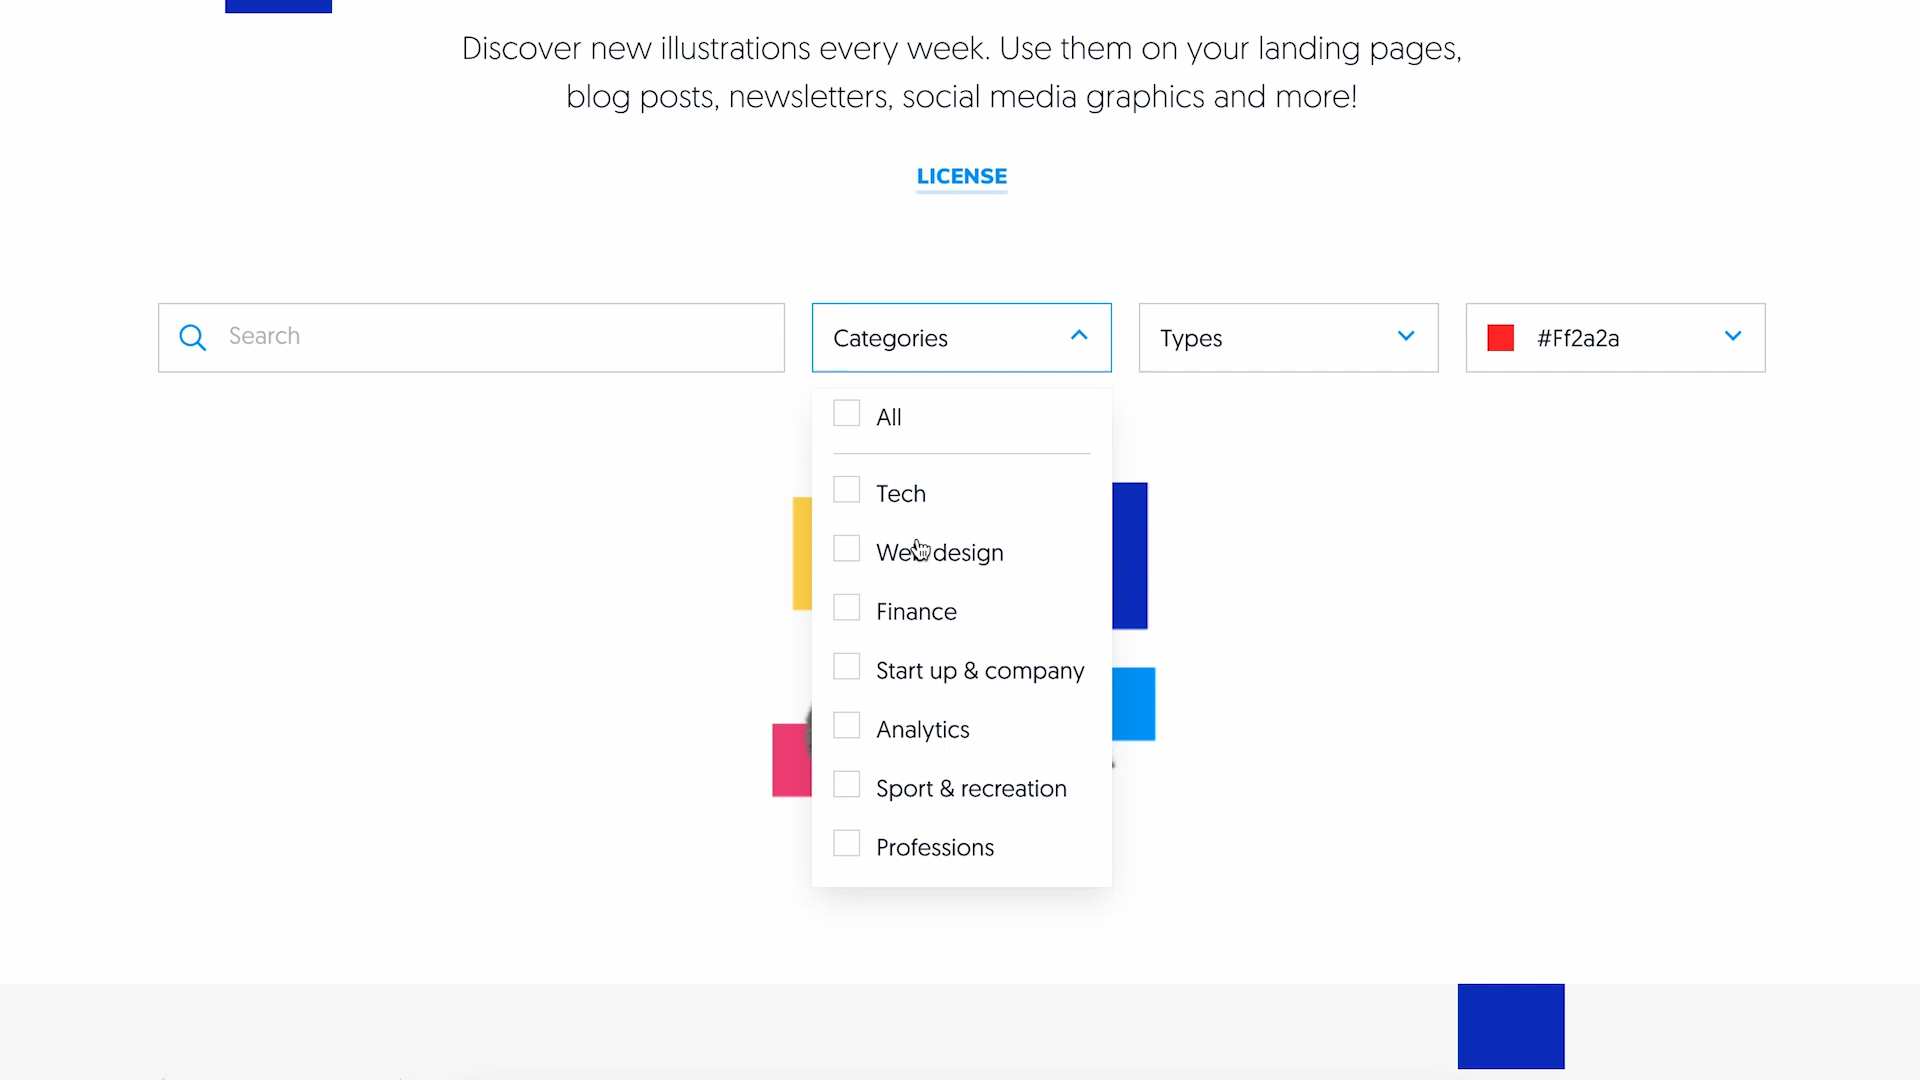 Discover new illustrations every week. Use them on your landing pages,
blog posts, newsletters, social media graphics and more!
LICENSE
Search
Categories
Types
#Ff2a2a
All
Tech
Web design
Finance
Start up & company
Analytics
Sport & recreation
Professions